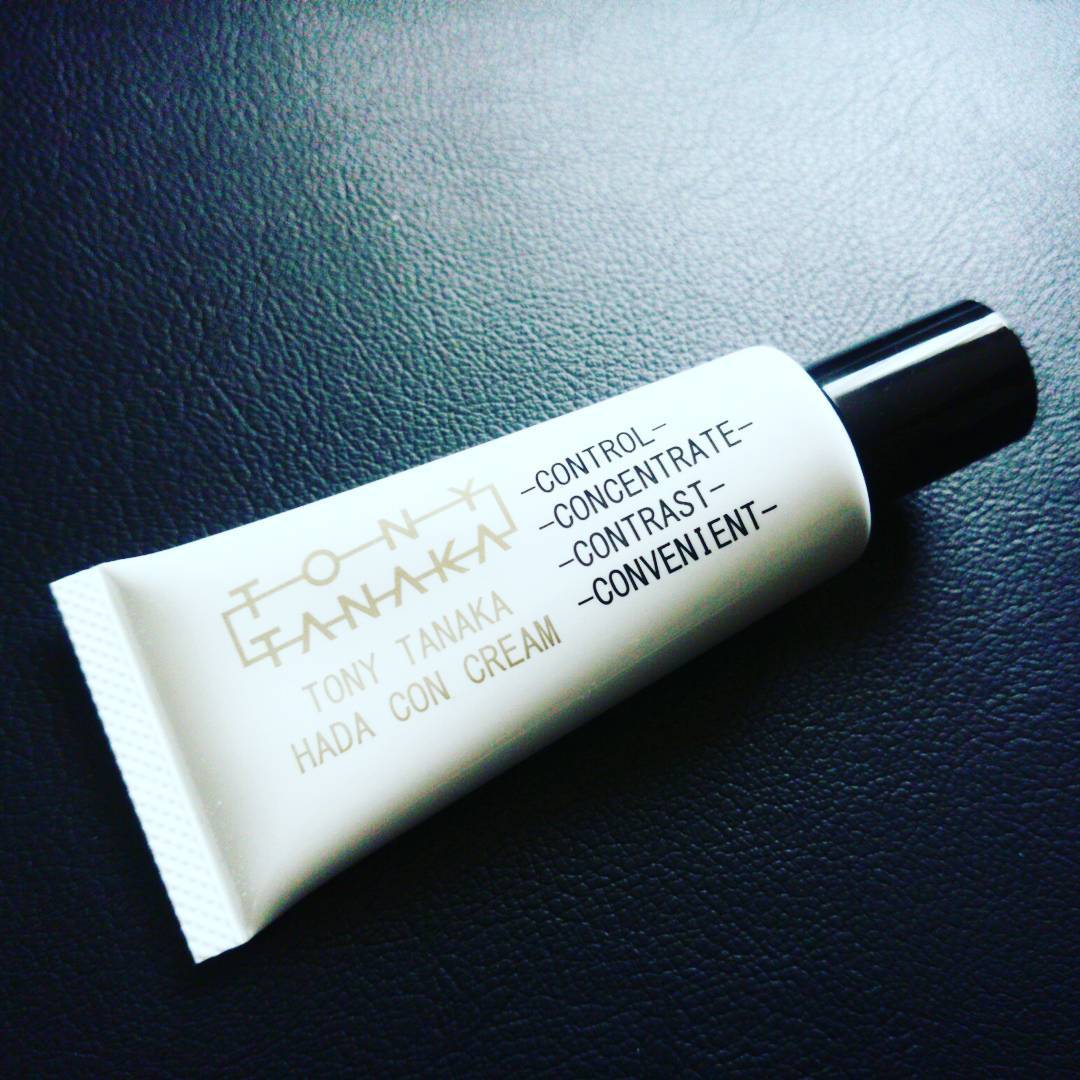 TONY
TANAKA
TONY TANAKA
HADA CON CREAM
-CONTROL-
-CONCENTRATE-
-CONTRAST-
-CONVENIENT-